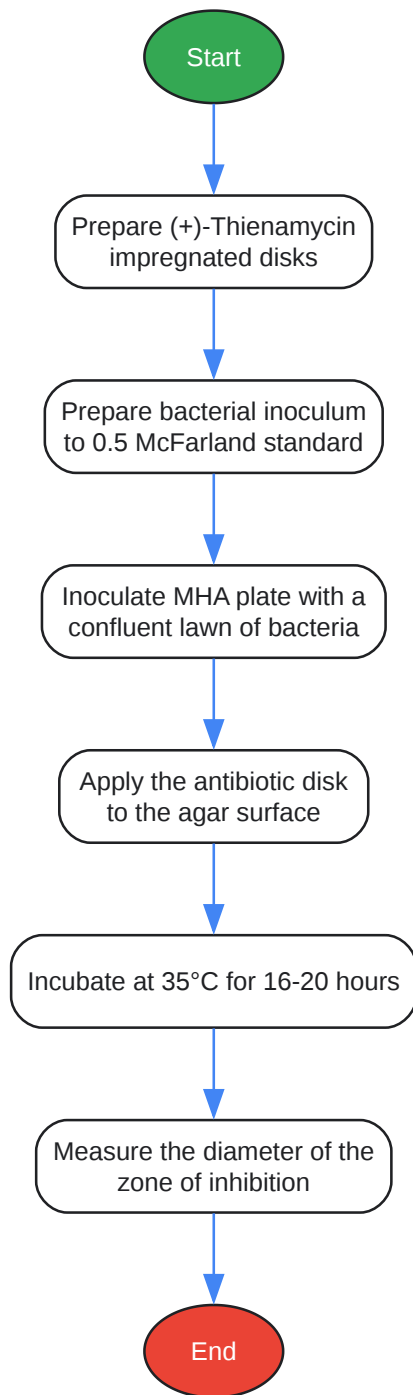 Start
Prepare (+)-Thienamycin
impregnated disks
Prepare bacterial inoculum
to 0.5 McFarland standard
Inoculate MHA plate with a
confluent lawn of bacteria
Apply the antibiotic disk
to the agar surface
Incubate at 35°C for 16-20 hours
Measure the diameter of the
zone of inhibition
End